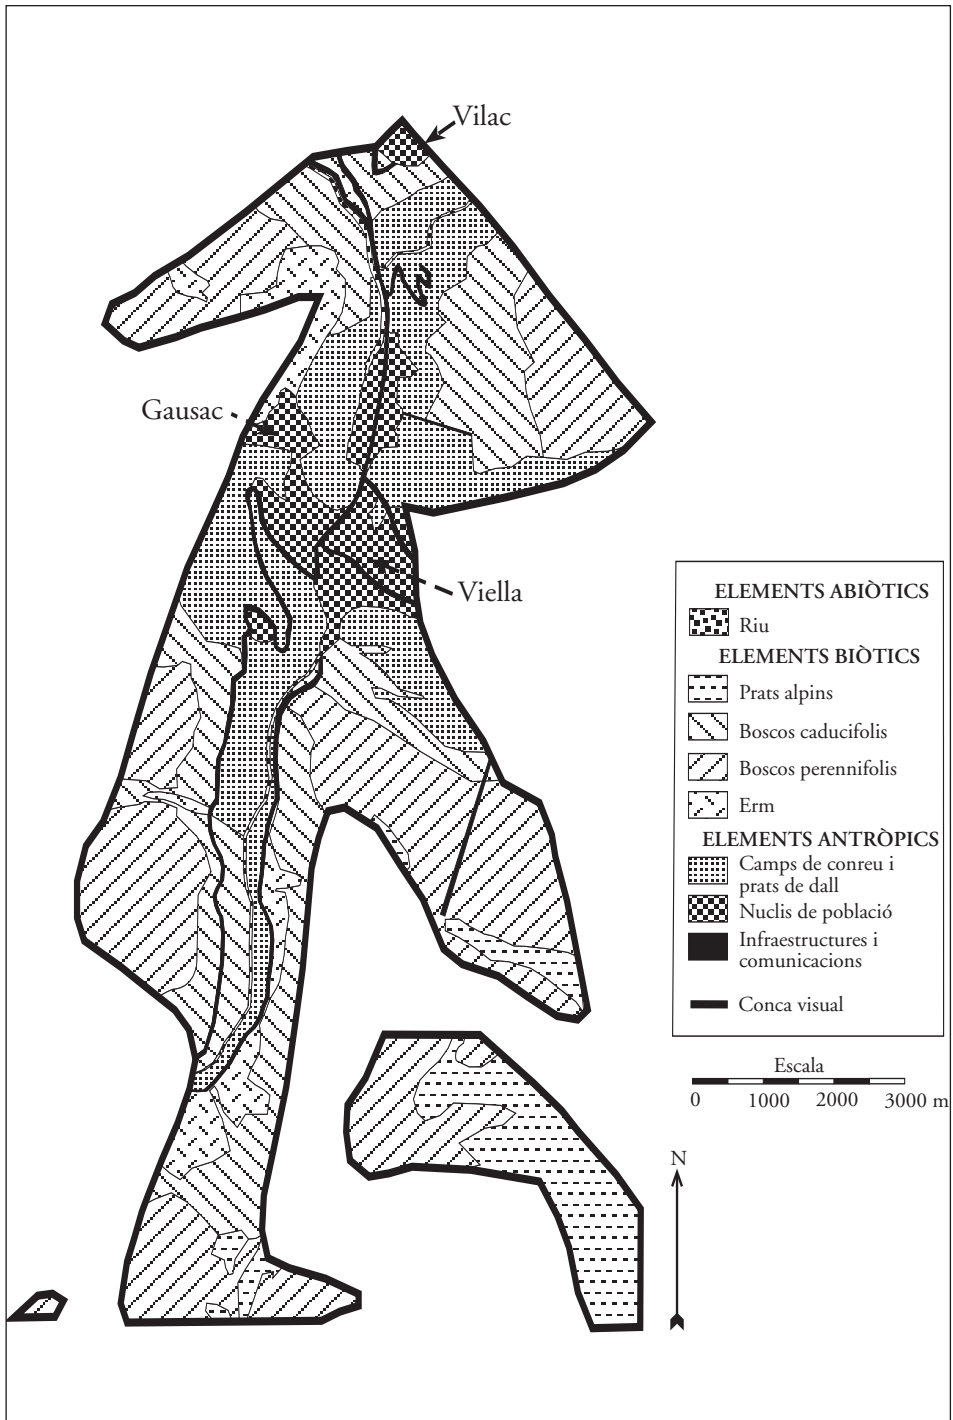 Vilac
Gausac
Viella
ELEMENTS ABIÒTICS
Riu
ELEMENTS BIÒTICS
Prats alpins
Boscos caducifolis
Boscos perennifolis
Erm
ELEMENTS ANTRÒPICS
Camps de conreu i
prats de dall
Nuclis de població
Infraestructures i
comunicacions
Conca visual
Escala
0 1000 2000 3000 m
N